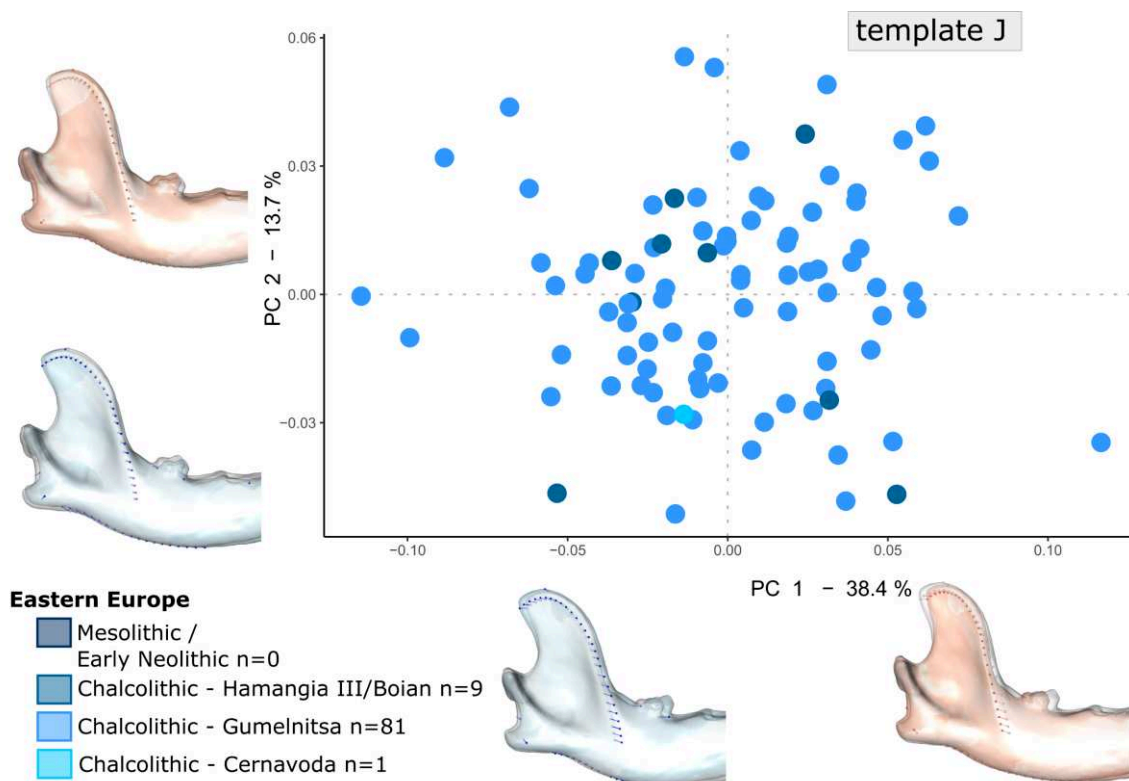 template J
0.06
0.03
0.00
−0.03
PC 2 − 13.7 %
−0.10
−0.05
0.00
0.05
0.10
PC 1 − 38.4 %
Eastern Europe
Mesolithic /
Early Neolithic n=0
Chalcolithic - Hamangia III/Boian n=9
Chalcolithic - Gumelnitsa n=81
Chalcolithic - Cernavoda n=1